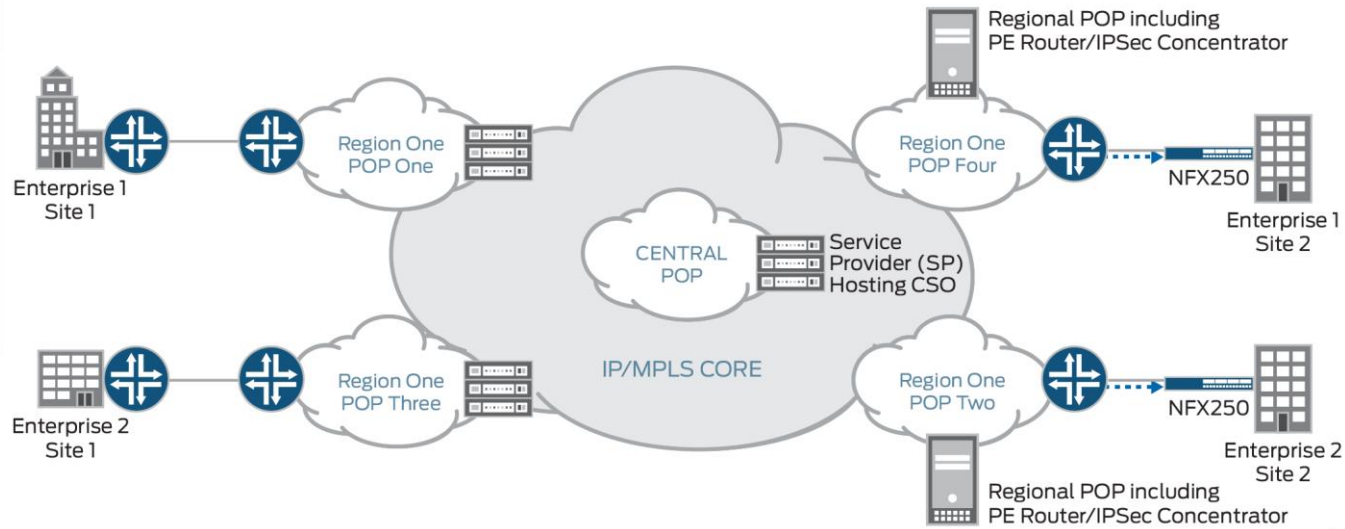 Regional POP including
PE Router/IPSec Concentrator
Region One
POP One
Enterprise 1
Site 1
Region One
POP Four
NFX250
Enterprise 1
Site 2
CENTRAL
POP
Service
Provider (SP)
Hosting CSO
IP/MPLS CORE
Region One
POP Three
Enterprise 2
Site 1
Region One
POP Two
NFX250
Enterprise 2
Site 2
Regional POP including
PE Router/IPSec Concentrator